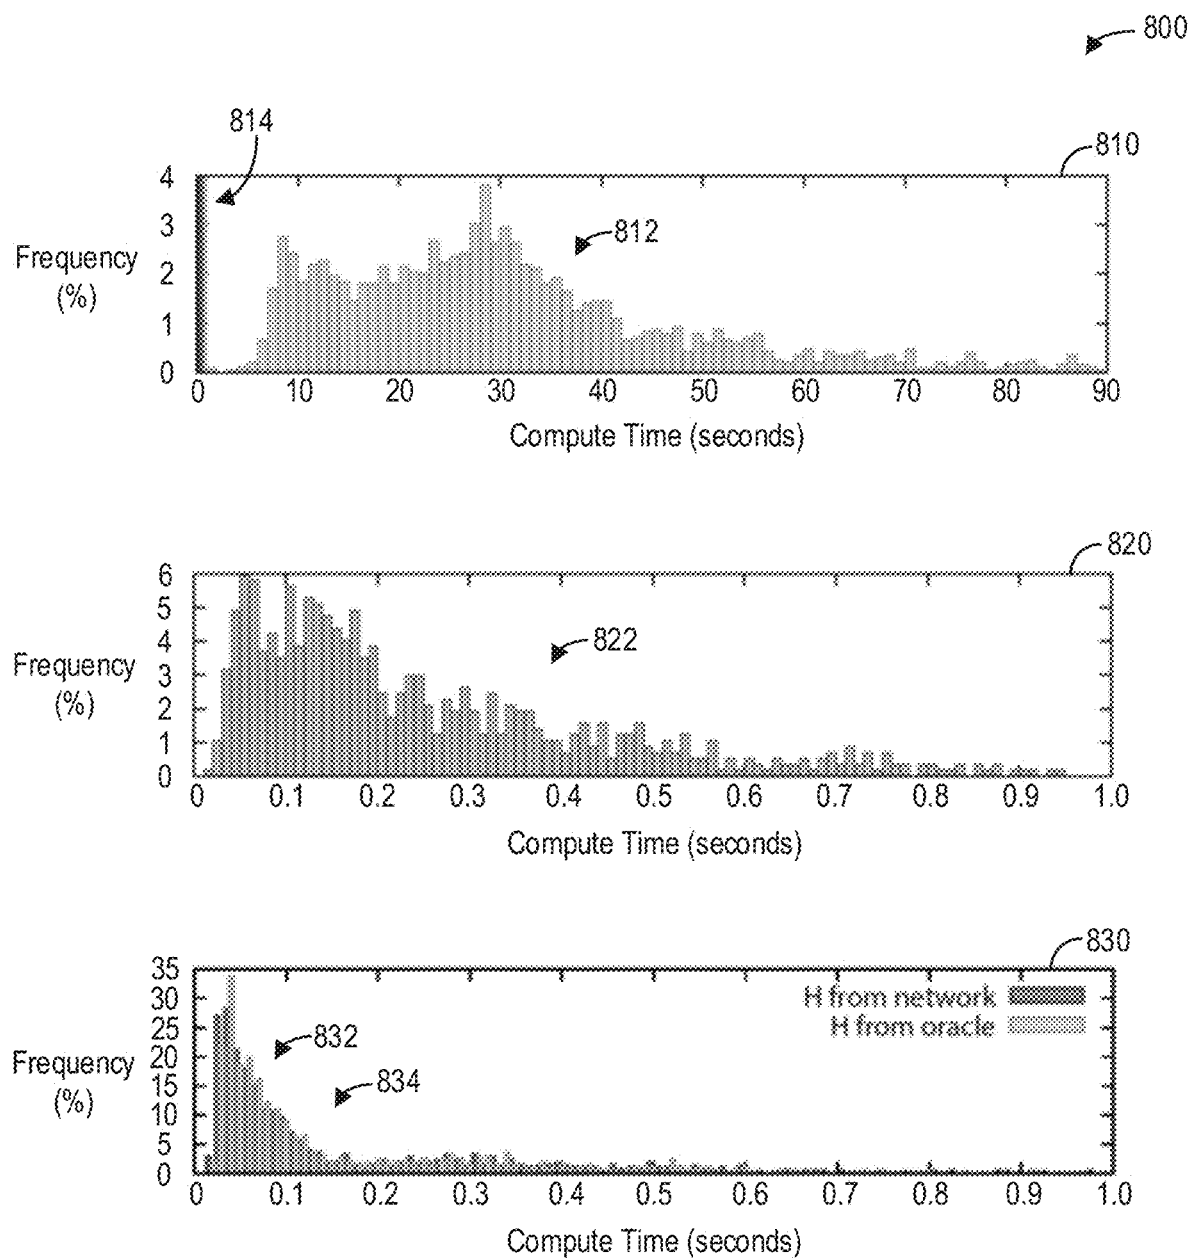 800
814
810
4
3
2
1
0
Frequency
(%)
812
0 10 20 30 40 50 60 70 80 90
Compute Time (seconds)
820
6
5
4
3
2
1
0
Frequency
(%)
822
0 0.1 0.2 0.3 0.4 0.5 0.6 0.7 0.8 0.9 1.0
Compute Time (seconds)
830
35
30
25
20
15
10
5
0
Frequency
(%)
H from network
H from oracle
832
834
0 0.1 0.2 0.3 0.4 0.5 0.6 0.7 0.8 0.9 1.0
Compute Time (seconds)